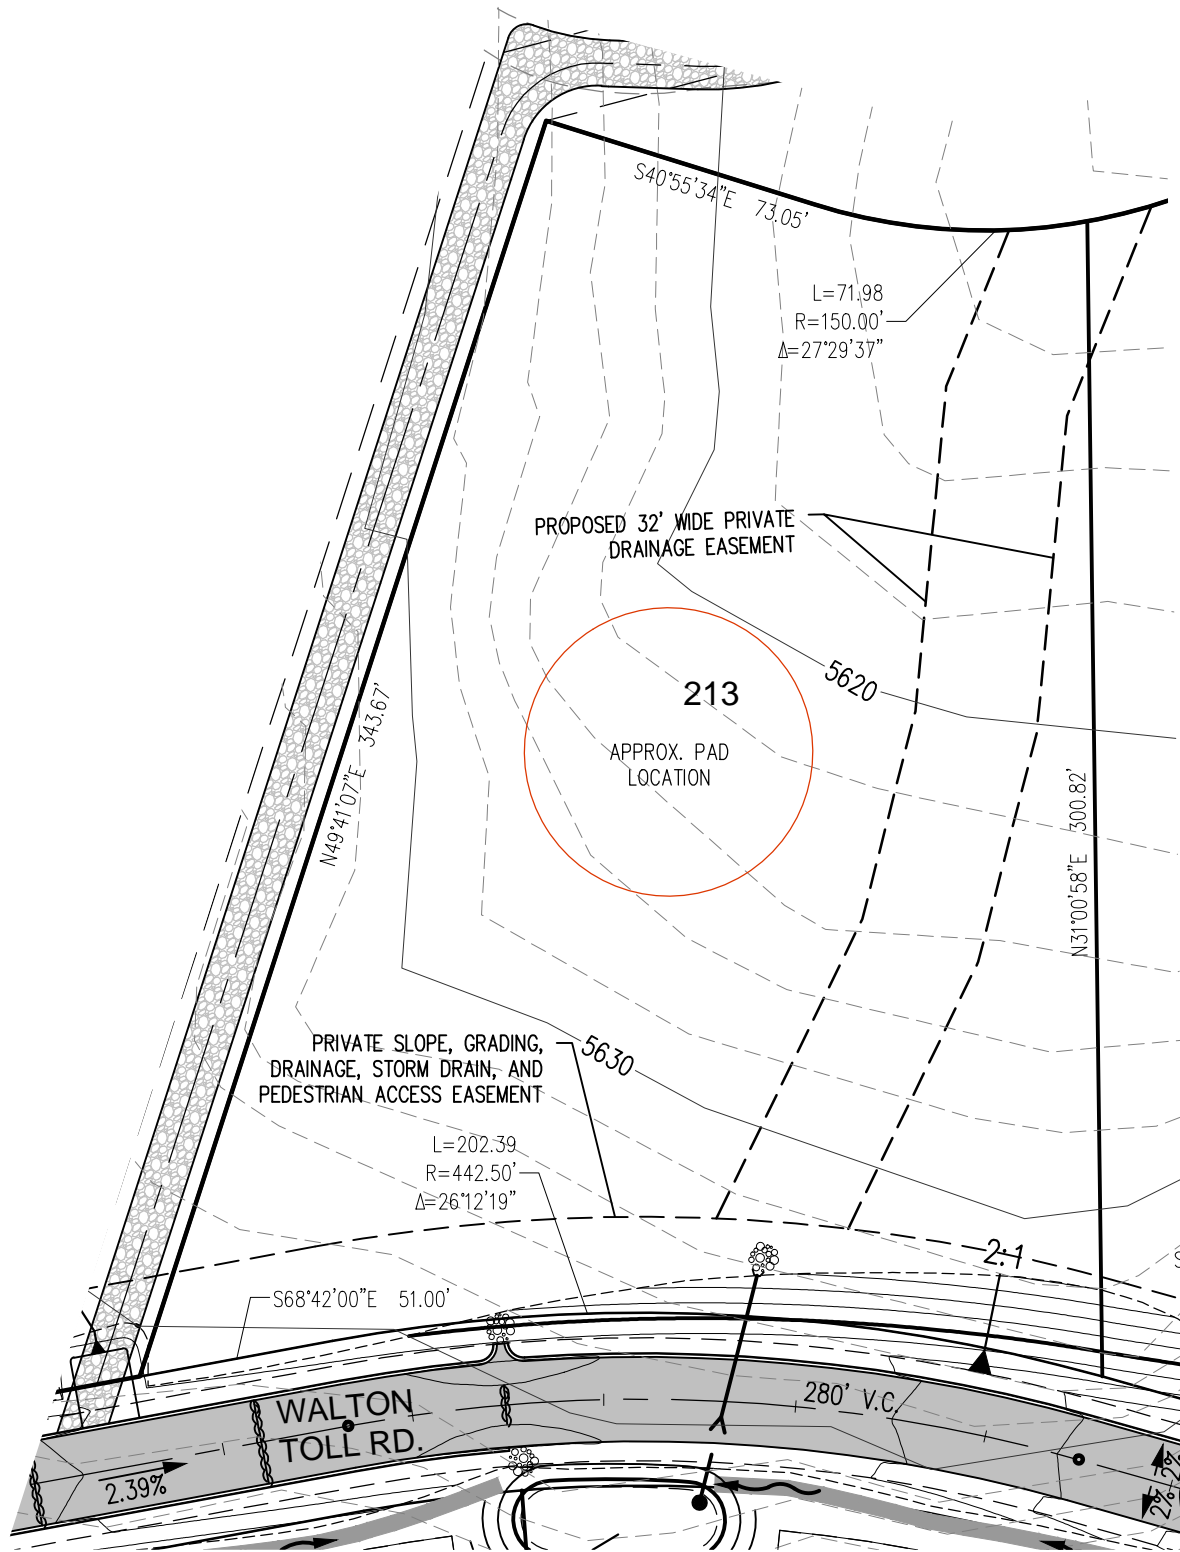 S40°55'34"E 73.05'
L=71.98
R=150.00'
Δ=27°29'37"
PROPOSED 32' WIDE PRIVATE
DRAINAGE EASEMENT
5620
213
APPROX. PAD
LOCATION
N49°41'07"E 343.67'
N31°00'58"E 300.82'
PRIVATE SLOPE, GRADING,
DRAINAGE, STORM DRAIN, AND
PEDESTRIAN ACCESS EASEMENT
5630
L=202.39
R=442.50'
Δ=26°12'19"
2:1
S68°42'00"E 51.00'
WALTON
TOLL RD.
280' V.C.
2.39%
2% 2%